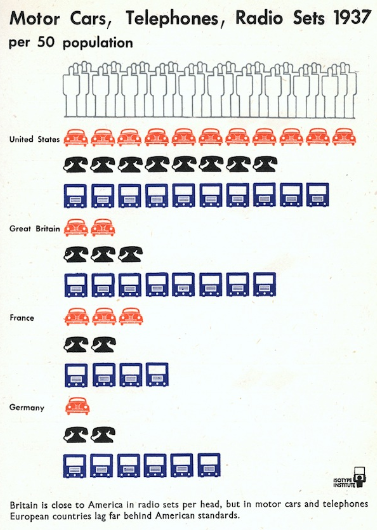 Motor Cars, Telephones, Radio Sets 1937
per 50 population
United States
Great Britain
France
Germany
ISOTYPE
INSTITUTE
Britain is close to America in radio sets per head, but in motor cars and telephones
European countries lag far behind American standards.